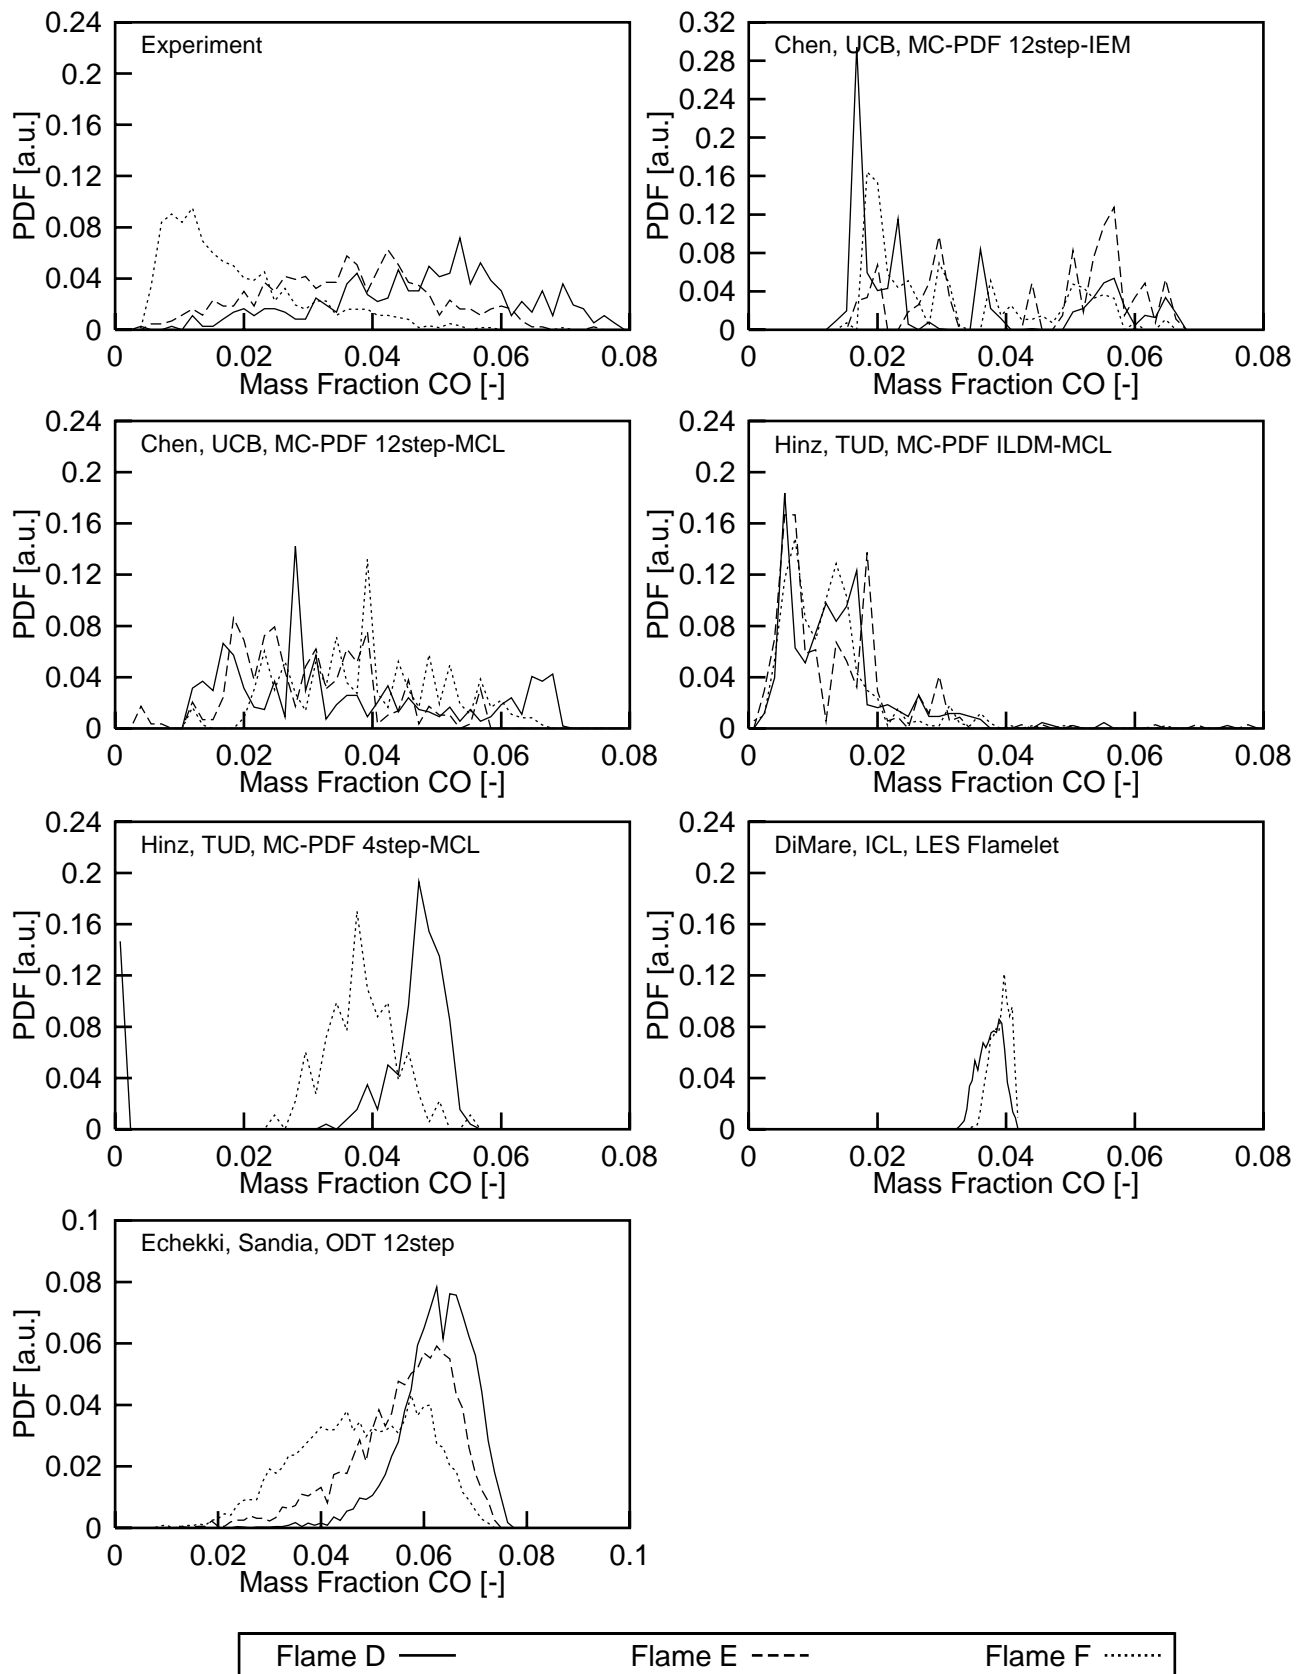 Experiment
PDF [a.u.]
0.24
0.2
0.16
0.12
0.08
0.04
0
0 0.02 0.04 0.06 0.08
Mass Fraction CO [-]
Chen, UCB, MC-PDF 12step-IEM
PDF [a.u.]
0.32
0.28
0.24
0.2
0.16
0.12
0.08
0.04
0
0 0.02 0.04 0.06 0.08
Mass Fraction CO [-]
Chen, UCB, MC-PDF 12step-MCL
PDF [a.u.]
0.24
0.2
0.16
0.12
0.08
0.04
0
0 0.02 0.04 0.06 0.08
Mass Fraction CO [-]
Hinz, TUD, MC-PDF ILDM-MCL
PDF [a.u.]
0.24
0.2
0.16
0.12
0.08
0.04
0
0 0.02 0.04 0.06 0.08
Mass Fraction CO [-]
Hinz, TUD, MC-PDF 4step-MCL
PDF [a.u.]
0.24
0.2
0.16
0.12
0.08
0.04
0
0 0.02 0.04 0.06 0.08
Mass Fraction CO [-]
DiMare, ICL, LES Flamelet
PDF [a.u.]
0.24
0.2
0.16
0.12
0.08
0.04
0
0 0.02 0.04 0.06 0.08
Mass Fraction CO [-]
Echekki, Sandia, ODT 12step
PDF [a.u.]
0.1
0.08
0.06
0.04
0.02
0
0 0.02 0.04 0.06 0.08 0.1
Mass Fraction CO [-]
Flame D Flame E Flame F